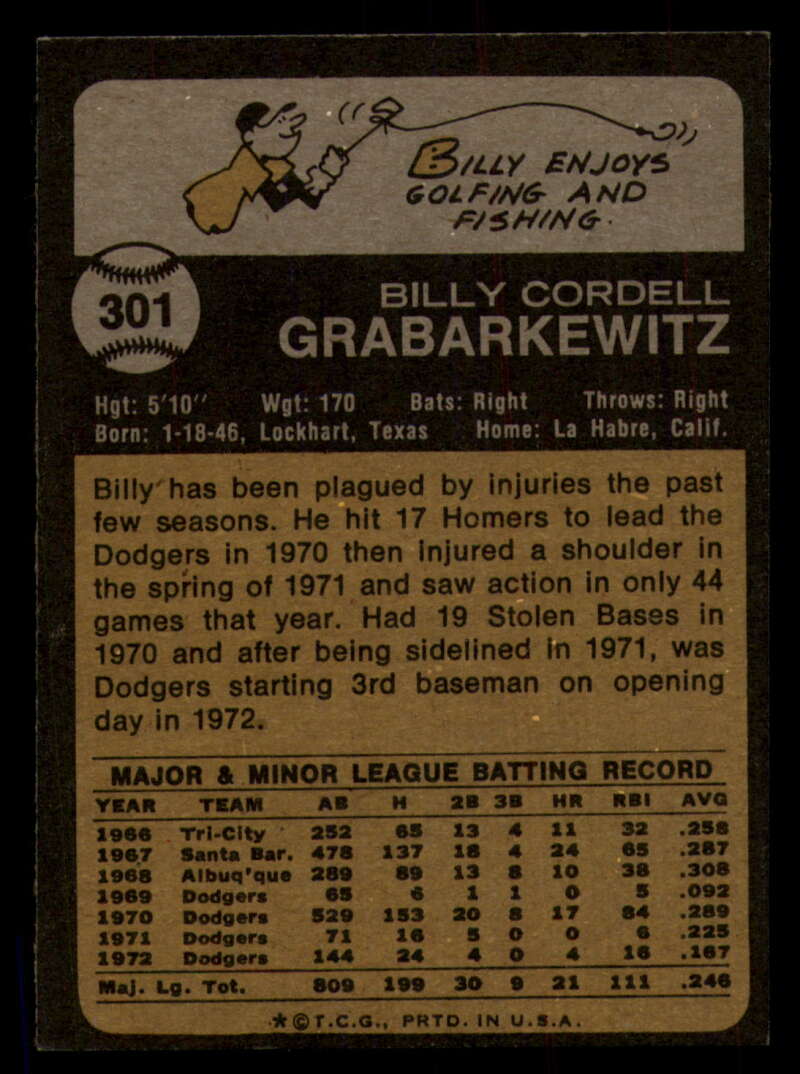 BILLY ENJOYS
GOLFING AND
FISHING.
301
BILLY CORDELL
GRABARKEWITZ
Hgt: 5'10" Wgt: 170 Bats: Right Throws: Right
Born: 1-18-46, Lockhart, Texas Home: La Habre, Calif.
Billy has been plagued by injuries the past
few seasons. He hit 17 Homers to lead the
Dodgers in 1970 then injured a shoulder in
the spring of 1971 and saw action in only 44
games that year. Had 19 Stolen Bases in
1970 and after being sidelined in 1971, was
Dodgers starting 3rd baseman on opening
day in 1972.
MAJOR & MINOR LEAGUE BATTING RECORD
YEAR TEAM AB H 2B 3B HR RBI AVG
1966 Tri-City 252 65 13 4 11 32 .258
1967 Santa Bar. 478 137 18 4 24 65 .287
1968 Albuq'que 289 89 13 8 10 38 .308
1969 Dodgers 65 6 1 1 0 5 .092
1970 Dodgers 529 153 20 8 17 84 .289
1971 Dodgers 71 16 5 0 0 6 .225
1972 Dodgers 144 24 4 0 4 16 .167
Maj. Lg. Tot. 809 199 30 9 21 111 .246
*©T.C.G., PRTD. IN U.S.A.